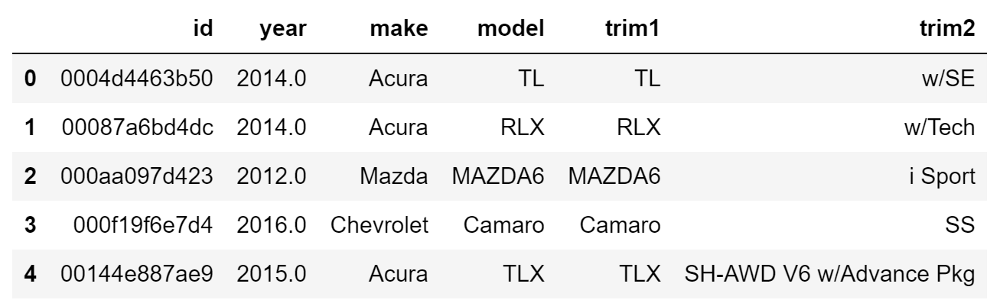 id year make model trim1 trim2
0 0004d4463b50 2014.0 Acura TL TL w/SE
1 00087a6bd4dc 2014.0 Acura RLX RLX w/Tech
2 000aa097d423 2012.0 Mazda MAZDA6 MAZDA6 i Sport
3 000f19f6e7d4 2016.0 Chevrolet Camaro Camaro SS
4 00144e887ae9 2015.0 Acura TLX TLX SH-AWD V6 w/Advance Pkg